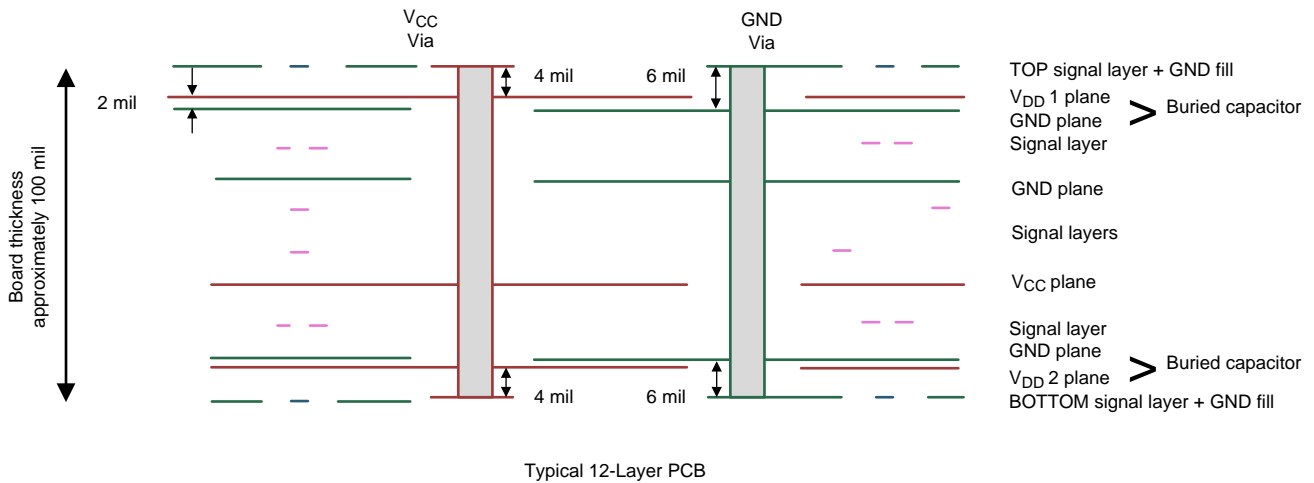 VCC
Via
GND
Via
4 mil
6 mil
2 mil
TOP signal layer + GND fill
VDD 1 plane
GND plane
> Buried capacitor
Signal layer
GND plane
Signal layers
VCC plane
Signal layer
GND plane
VDD 2 plane
> Buried capacitor
BOTTOM signal layer + GND fill
4 mil
6 mil
Board thickness
approximately 100 mil
Typical 12-Layer PCB